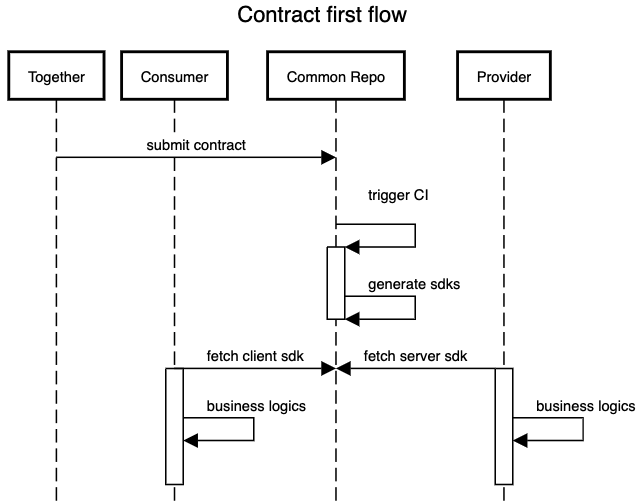 Contract first flow
Together
Consumer
Common Repo
Provider
submit contract
trigger CI
generate sdks
fetch client sdk
fetch server sdk
business logics
business logics